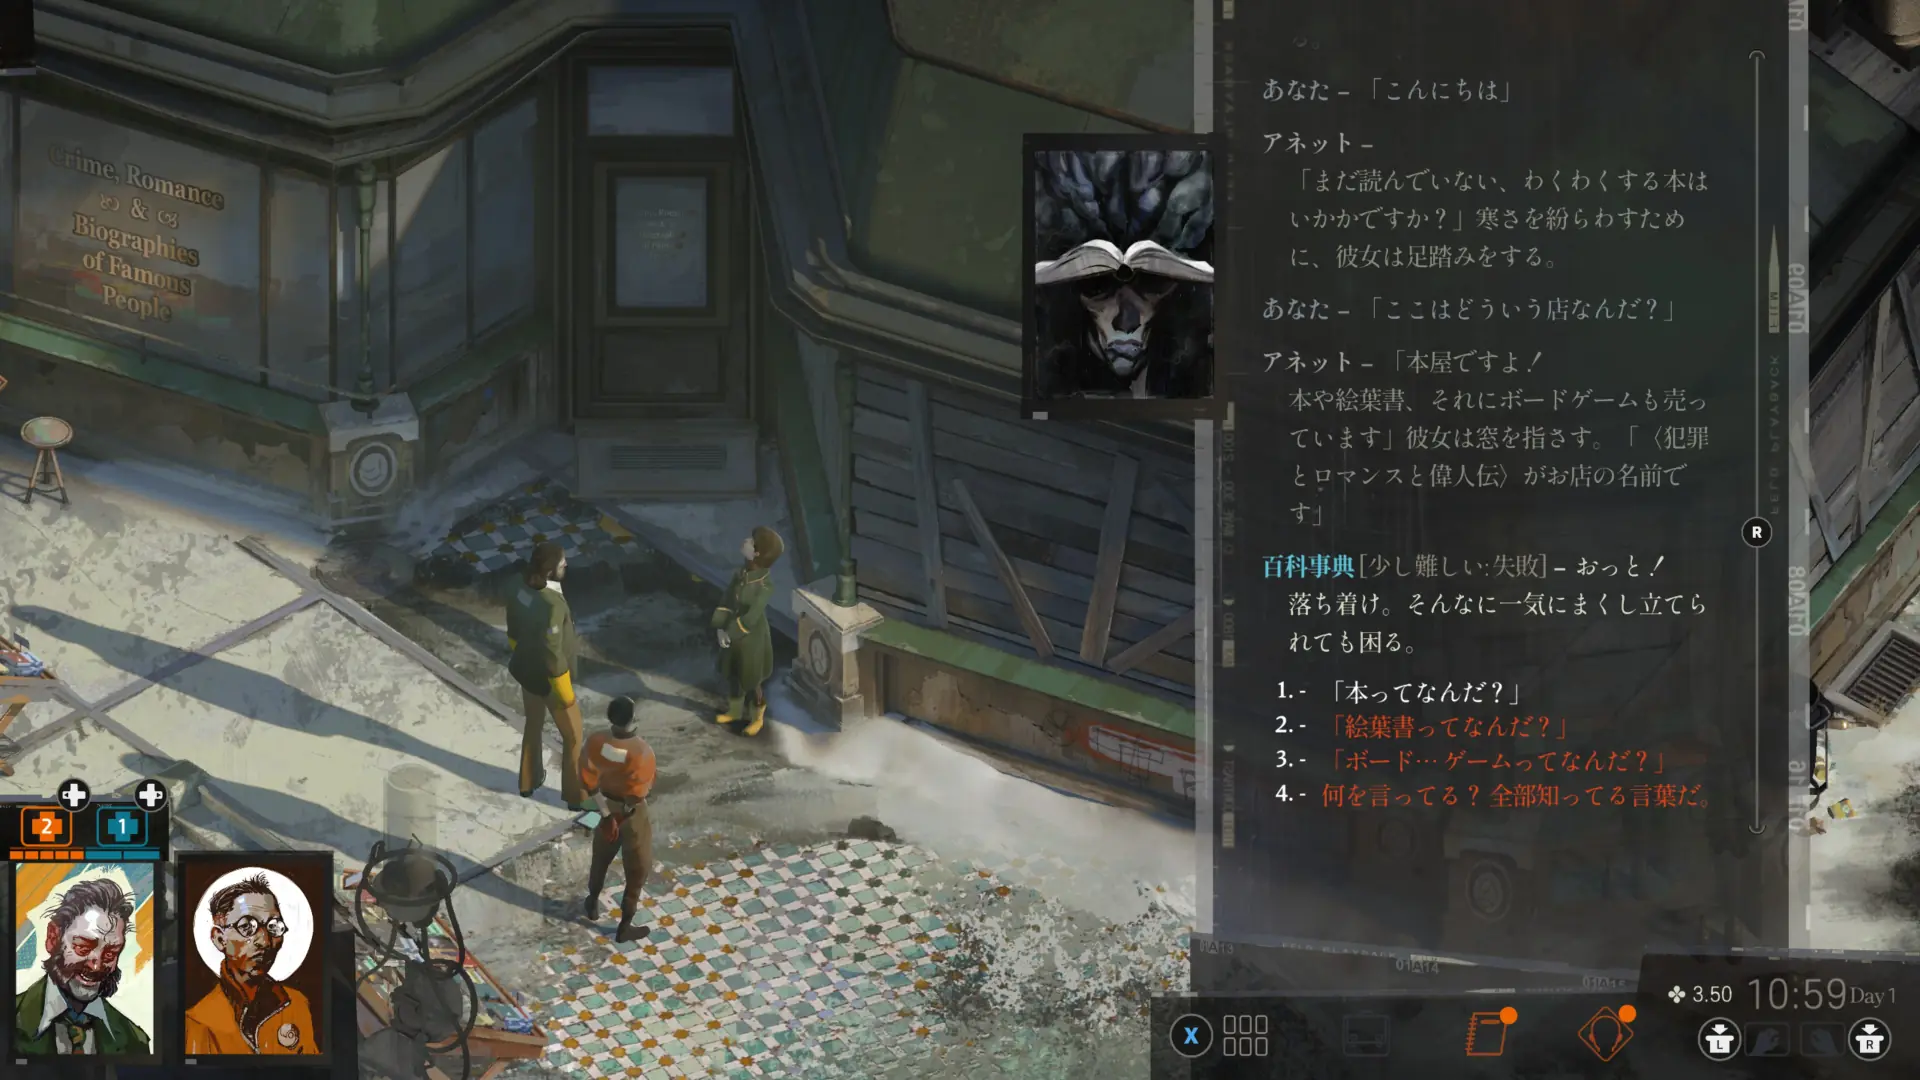 Crime, Romance
&
Biographies
of Famous
People
あなた – 「こんにちは」
アネット –
「まだ読んでいない、わくわくする本は
いかかですか？」寒さを紛らわすため
に、彼女は足踏みをする。
あなた – 「ここはどういう店なんだ？」
アネット – 「本屋ですよ！
本や絵葉書、それにボードゲームも売っ
ています」彼女は窓を指さす。「〈犯罪
とロマンスと偉人伝〉がお店の名前で
す」
百科事典[少し難しい:失敗] – おっと！
落ち着け。そんなに一気にまくし立てら
れても困る。
1. - 「本ってなんだ？」
2. - 「絵葉書ってなんだ？」
3. - 「ボード…ゲームってなんだ？」
4. - 何を言ってる？全部知ってる言葉だ。
R
2
1
3.50
10:59 Day 1
X
L
R
01A14